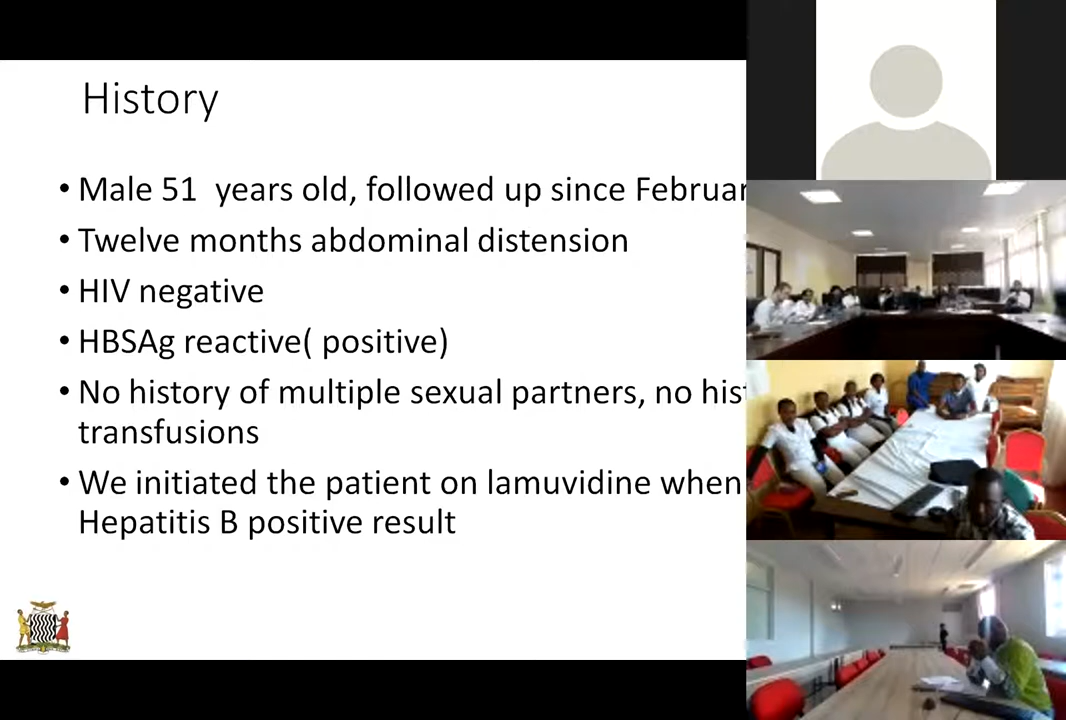 History
• Male 51 years old, followed up since Februar
• Twelve months abdominal distension
• HIV negative
• HBSAg reactive( positive)
• No history of multiple sexual partners, no his
transfusions
• We initiated the patient on lamuvidine when
Hepatitis B positive result